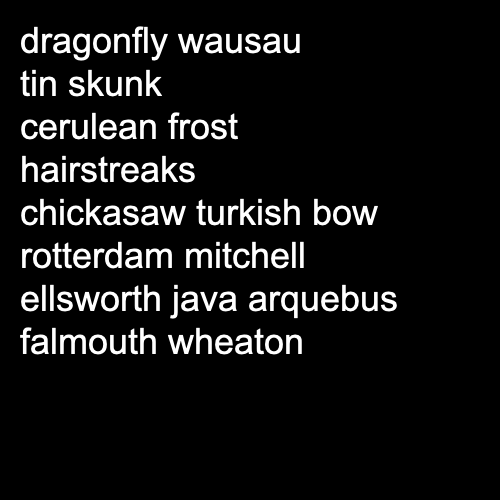 dragonfly wausau
tin skunk
cerulean frost
hairstreaks
chickasaw turkish bow
rotterdam mitchell
ellsworth java arquebus
falmouth wheaton